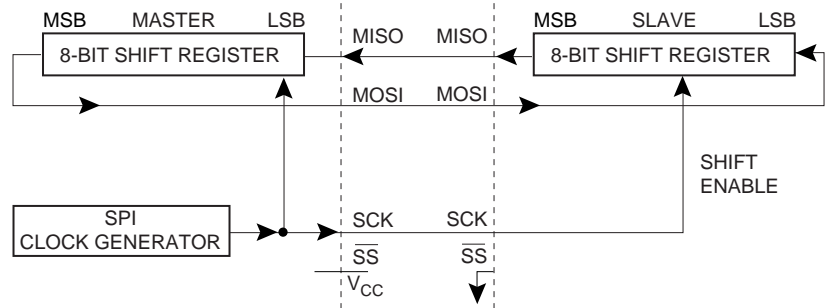 MSB MASTER LSB
8-BIT SHIFT REGISTER
MISO MISO
MSB SLAVE LSB
8-BIT SHIFT REGISTER
MOSI MOSI
SHIFT
ENABLE
SPI
CLOCK GENERATOR
SCK SCK
SS SS
VCC